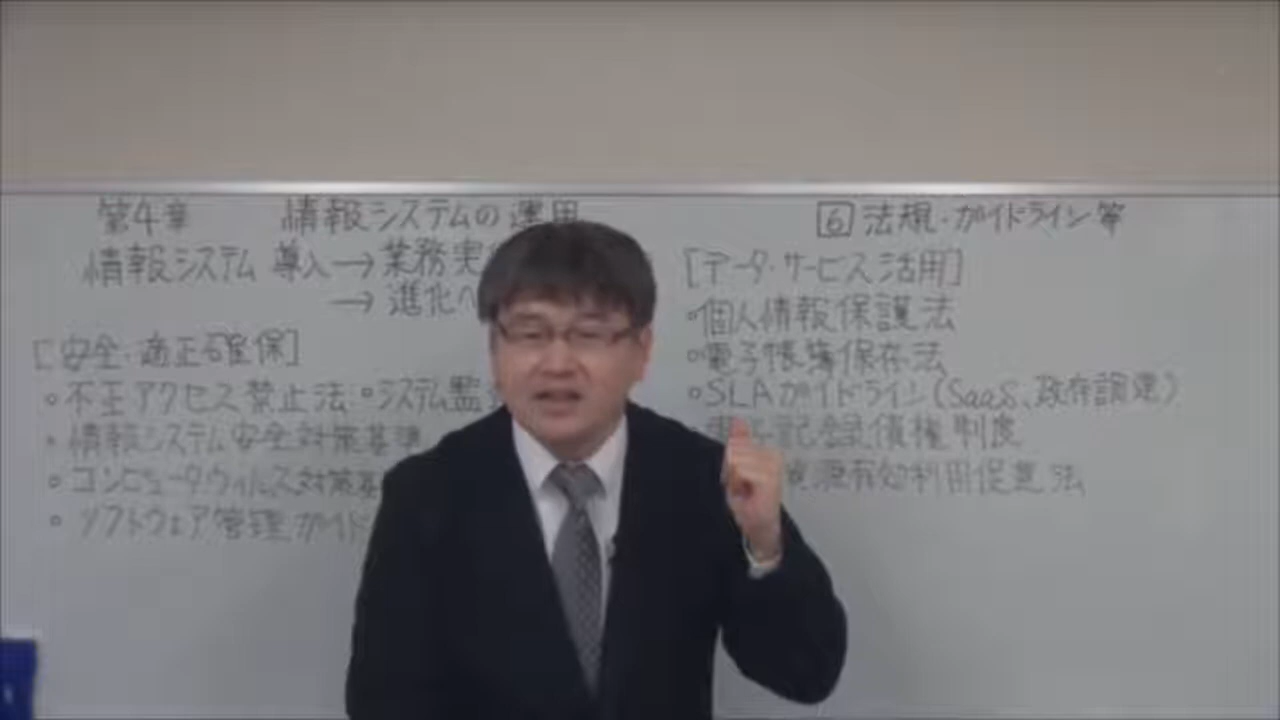 第4章 情報システムの運用
情報システム 導入→業務実
→ 進化へ
[安全・適正確保]
◦不正アクセス禁止法 ◦システム監
◦情報システム安全対策基準
◦コンピュータウィルス対策基
◦ソフトウェア管理ガイド
6 法規・ガイドライン等
[データ・サービス活用]
◦個人情報保護法
◦電子帳簿保存法
◦SLAガイドライン(SaaS、政府調達)
記録債権制度
資源有効利用促進法